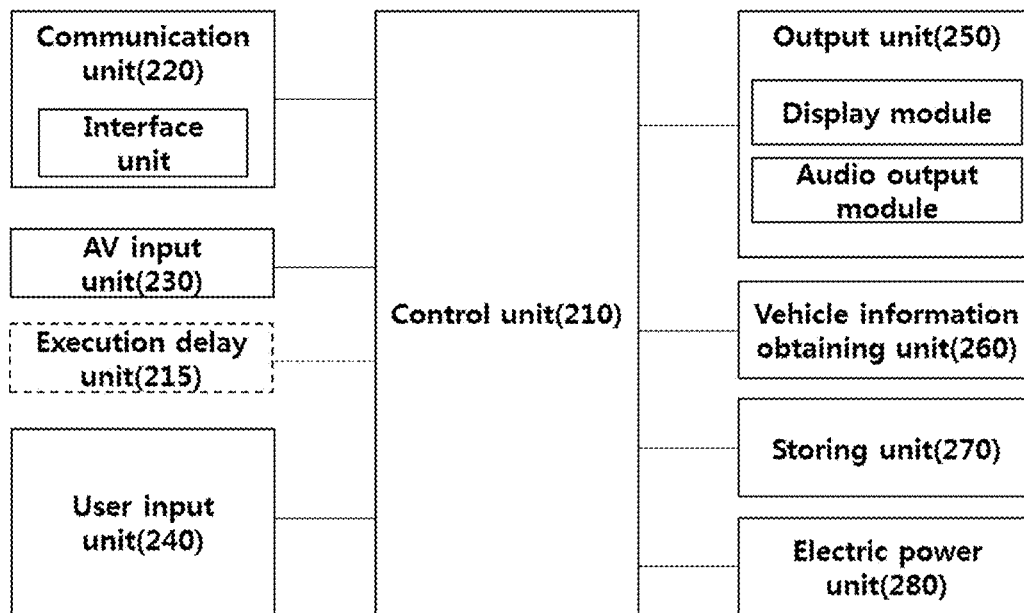 Communication
unit(220)
Interface
unit
AV input
unit(230)
Execution delay
unit(215)
User input
unit(240)
Control unit(210)
Output unit(250)
Display module
Audio output
module
Vehicle information
obtaining unit(260)
Storing unit(270)
Electric power
unit(280)